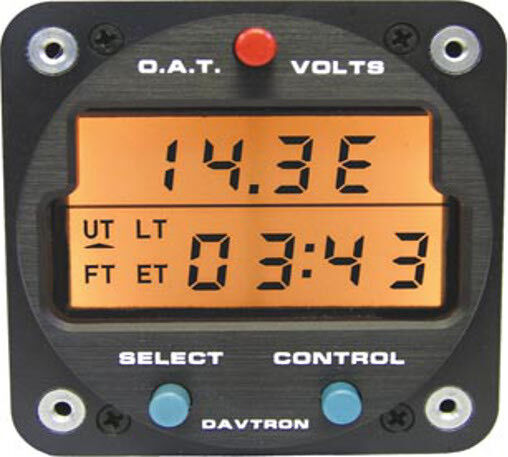 O.A.T. VOLTS
14.3E
UT LT
FT ET 03:43
SELECT CONTROL
DAVTRON